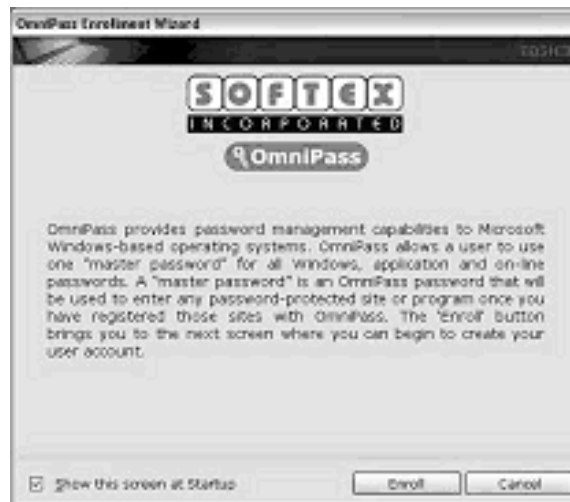 OmniPass Enrollment Wizard
SOFTEX
INCORPORATED
OmniPass
OmniPass provides password management capabilities to Microsoft
Windows-based operating systems. OmniPass allows a user to use
one "master password" for all Windows, application and on-line
passwords. A "master password" is an OmniPass password that will
be used to enter any password-protected site or program once you
have registered those sites with OmniPass. The 'Enroll' button
brings you to the next screen where you can begin to create your
user account.
Show this screen at Startup
Enroll
Cancel